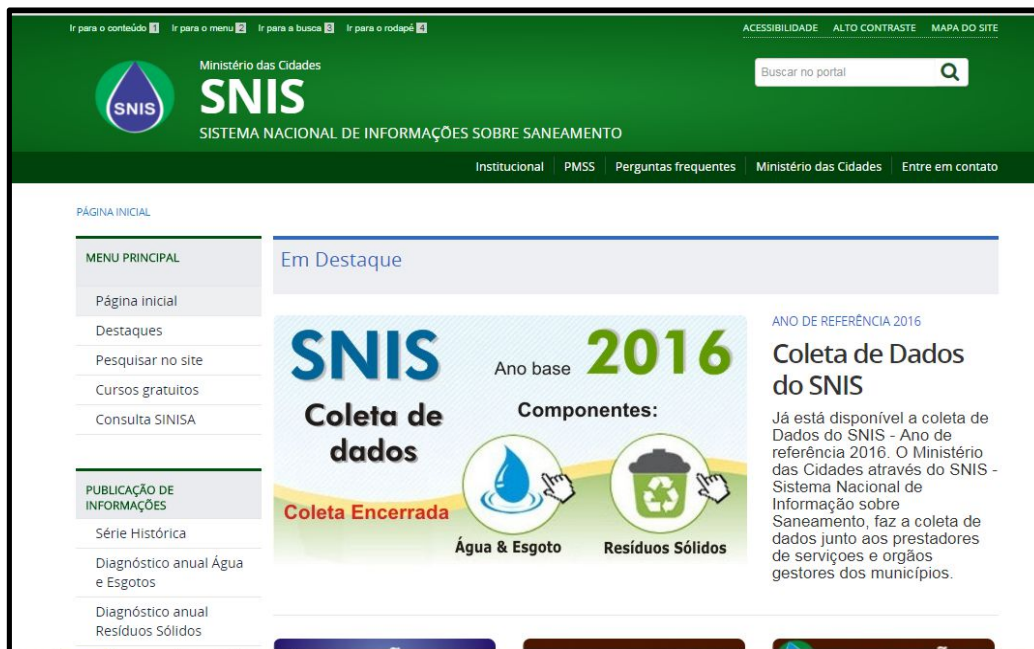 Ir para o conteúdo 1 Ir para o menu 2 Ir para a busca 3 Ir para o rodapé 4
ACESSIBILIDADE ALTO CONTRASTE MAPA DO SITE
SNIS
Ministério das Cidades
SNIS
SISTEMA NACIONAL DE INFORMAÇÕES SOBRE SANEAMENTO
Buscar no portal
Institucional PMSS Perguntas frequentes Ministério das Cidades Entre em contato
PÁGINA INICIAL
MENU PRINCIPAL
Página inicial
Destaques
Pesquisar no site
Cursos gratuitos
Consulta SINISA
PUBLICAÇÃO DE
INFORMAÇÕES
Série Histórica
Diagnóstico anual Água
e Esgotos
Diagnóstico anual
Resíduos Sólidos
Em Destaque
SNIS
Coleta de
dados
Coleta Encerrada
Ano base 2016
Componentes:
Água & Esgoto
Resíduos Sólidos
ANO DE REFERÊNCIA 2016
Coleta de Dados
do SNIS
Já está disponível a coleta de
Dados do SNIS - Ano de
referência 2016. O Ministério
das Cidades através do SNIS -
Sistema Nacional de
Informação sobre
Saneamento, faz a coleta de
dados junto aos prestadores
de serviçoes e orgãos
gestores dos municípios.